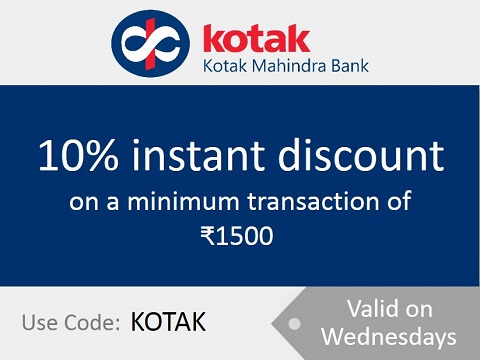 kotak
Kotak Mahindra Bank
10% instant discount
on a minimum transaction of
₹1500
Use Code: KOTAK
Valid on
Wednesdays